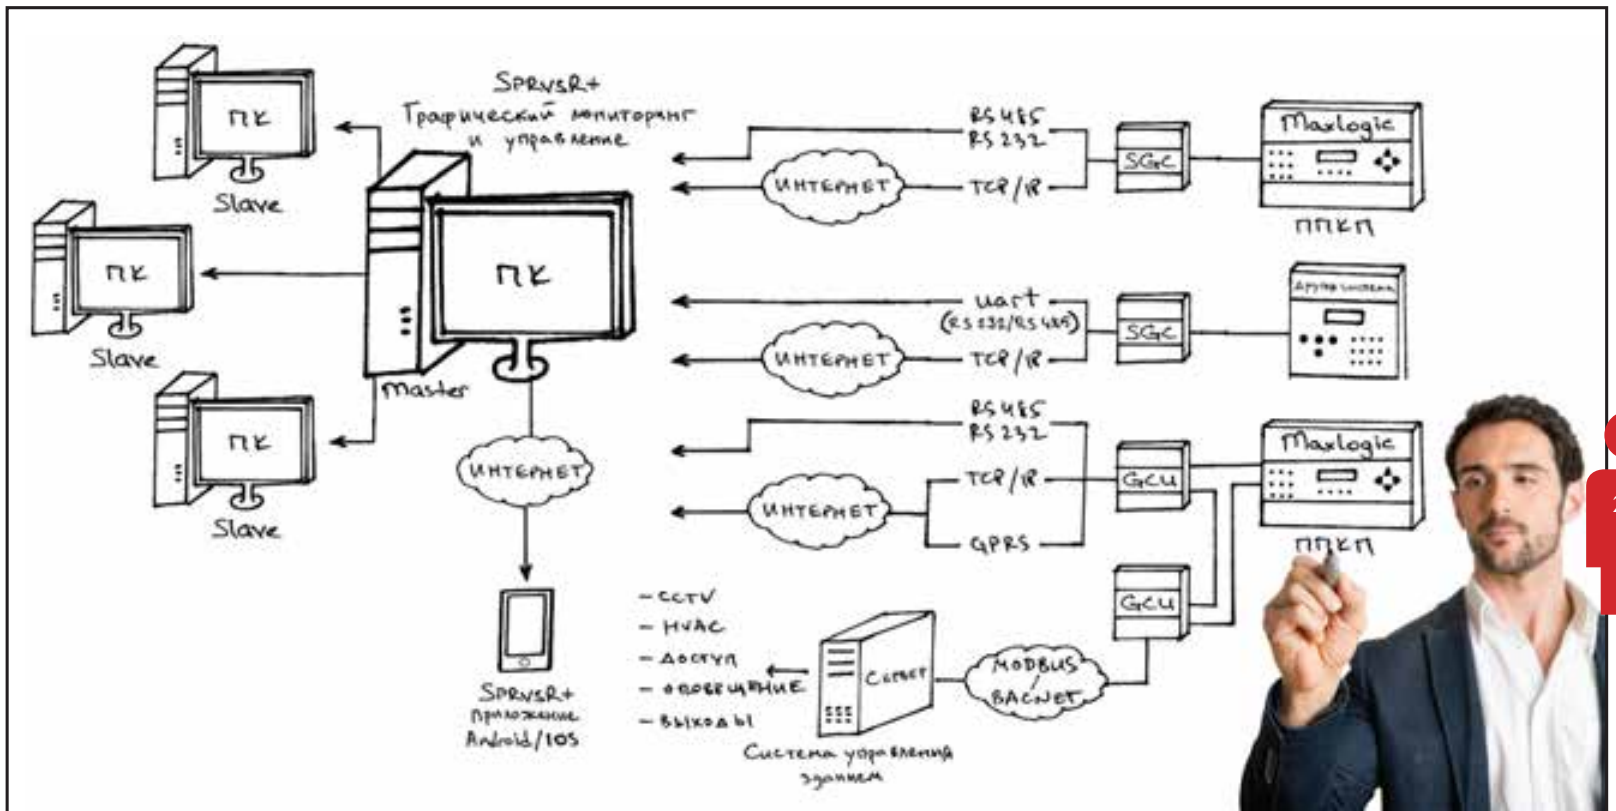 SPRVSR+
Графический мониторинг
и управление
ПК
Slave
ПК
Slave
ПК
Slave
ПК
Master
RS 485
RS 232
ИНТЕРНЕТ
TCP/IP
SGC
Maxlogic
ППКП
uart
(RS 232/RS 485)
ИНТЕРНЕТ
TCP/IP
SGC
Другая система
RS 485
RS 232
TCP/IP
ИНТЕРНЕТ
GPRS
GCU
Maxlogic
ППКП
GCU
ИНТЕРНЕТ
SPRVSR+
приложение
Android/IOS
- CCTV
- HVAC
- ДОСТУП
- ОПОВЕЩЕНИЕ
- ВЫХОДЫ
MODBUS
/
BACNET
Система управления
зданием
2